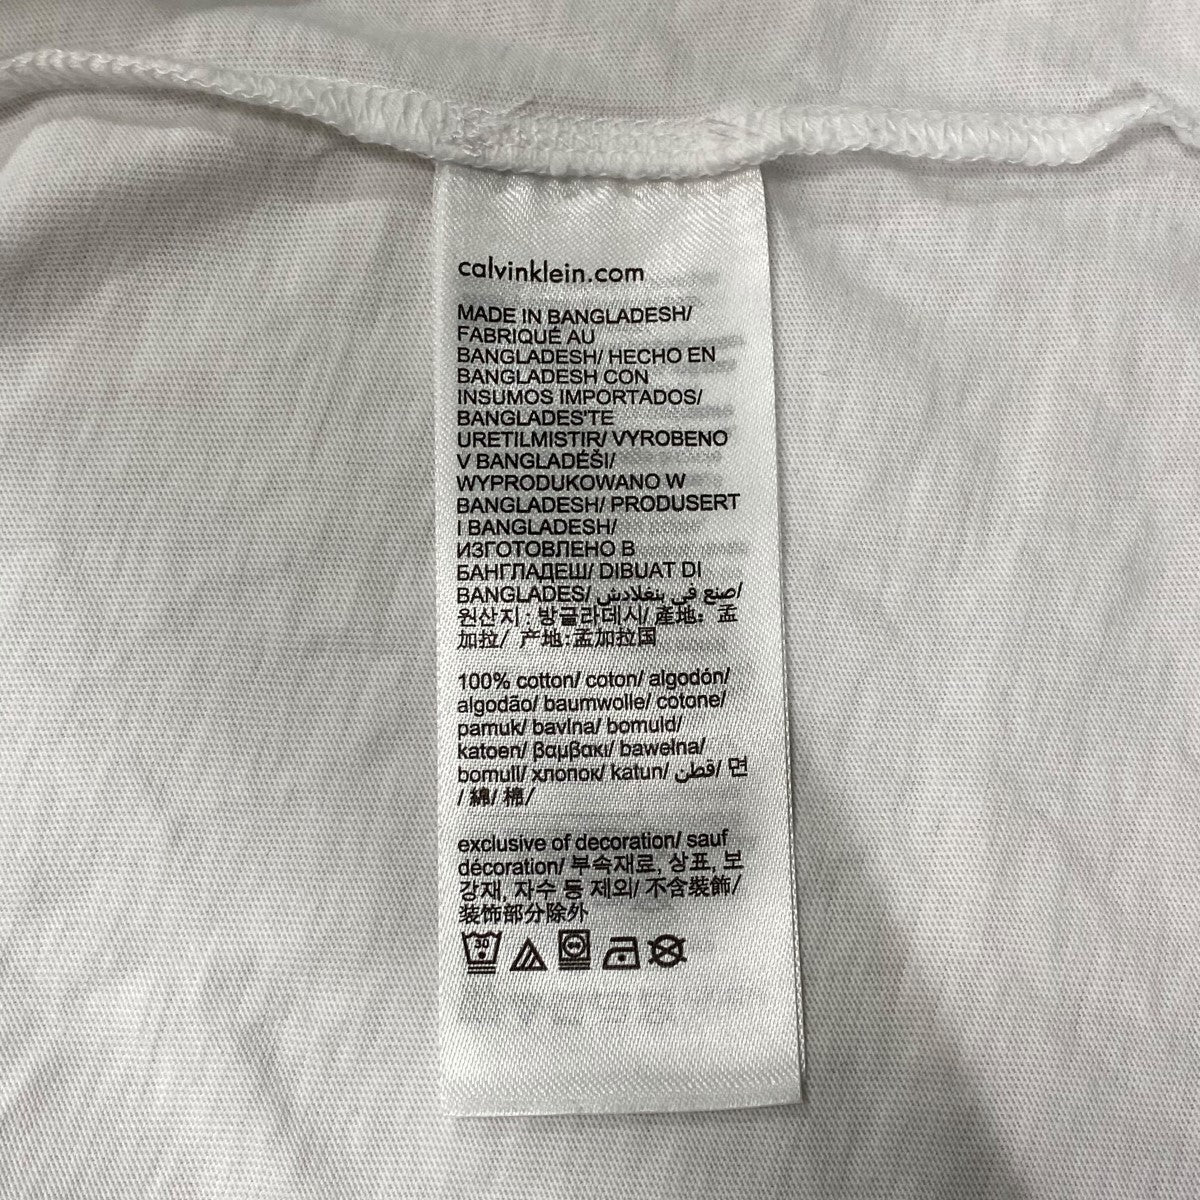 calvinklein.com
MADE IN BANGLADESH/
FABRIQUÉ AU
BANGLADESH/ HECHO EN
BANGLADESH CON
INSUMOS IMPORTADOS/
BANGLADES'TE
URETILMISTIR/ VYROBENO
V BANGLADÉŠI/
WYPRODUKOWANO W
BANGLADESH/ PRODUSERT
I BANGLADESH/
ИЗГОТОВЛЕНО В
БАНГЛАДЕШ/ DIBUAT DI
BANGLADES/ صنع في بنغلادش/
원산지 : 방글라데시/ 產地：孟
加拉/ 产地:孟加拉国
100% cotton/ coton/ algodón/
algodão/ baumwolle/ cotone/
pamuk/ bavlna/ bomuld/
katoen/ βαμβακι/ bawełna/
bomull/ хлопок/ katun/ قطن/ 면
/ 綿/ 棉/
exclusive of decoration/ sauf
décoration/ 부속재료, 상표, 보
강재, 자수 등 제외/ 不含裝飾/
装饰部分除外
30